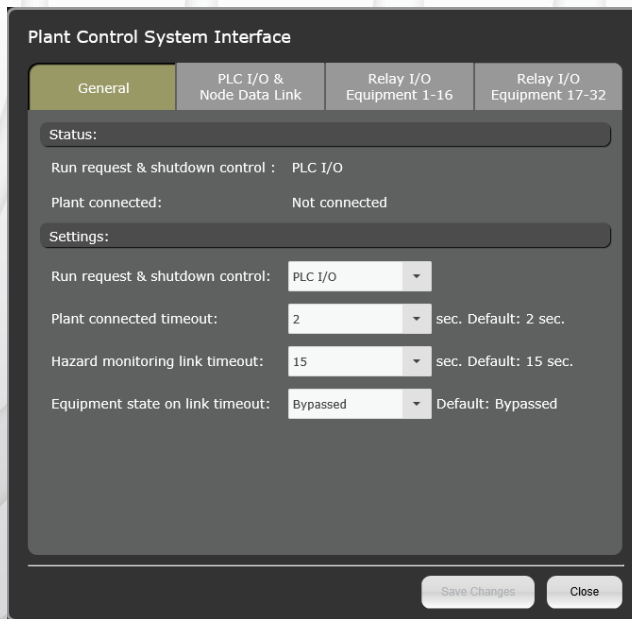 Plant Control System Interface
General
PLC I/O &
Node Data Link
Relay I/O
Equipment 1-16
Relay I/O
Equipment 17-32
Status:
Run request & shutdown control : PLC I/O
Plant connected: Not connected
Settings:
Run request & shutdown control: PLC I/O
Plant connected timeout: 2 sec. Default: 2 sec.
Hazard monitoring link timeout: 15 sec. Default: 15 sec.
Equipment state on link timeout: Bypassed Default: Bypassed
Save Changes Close